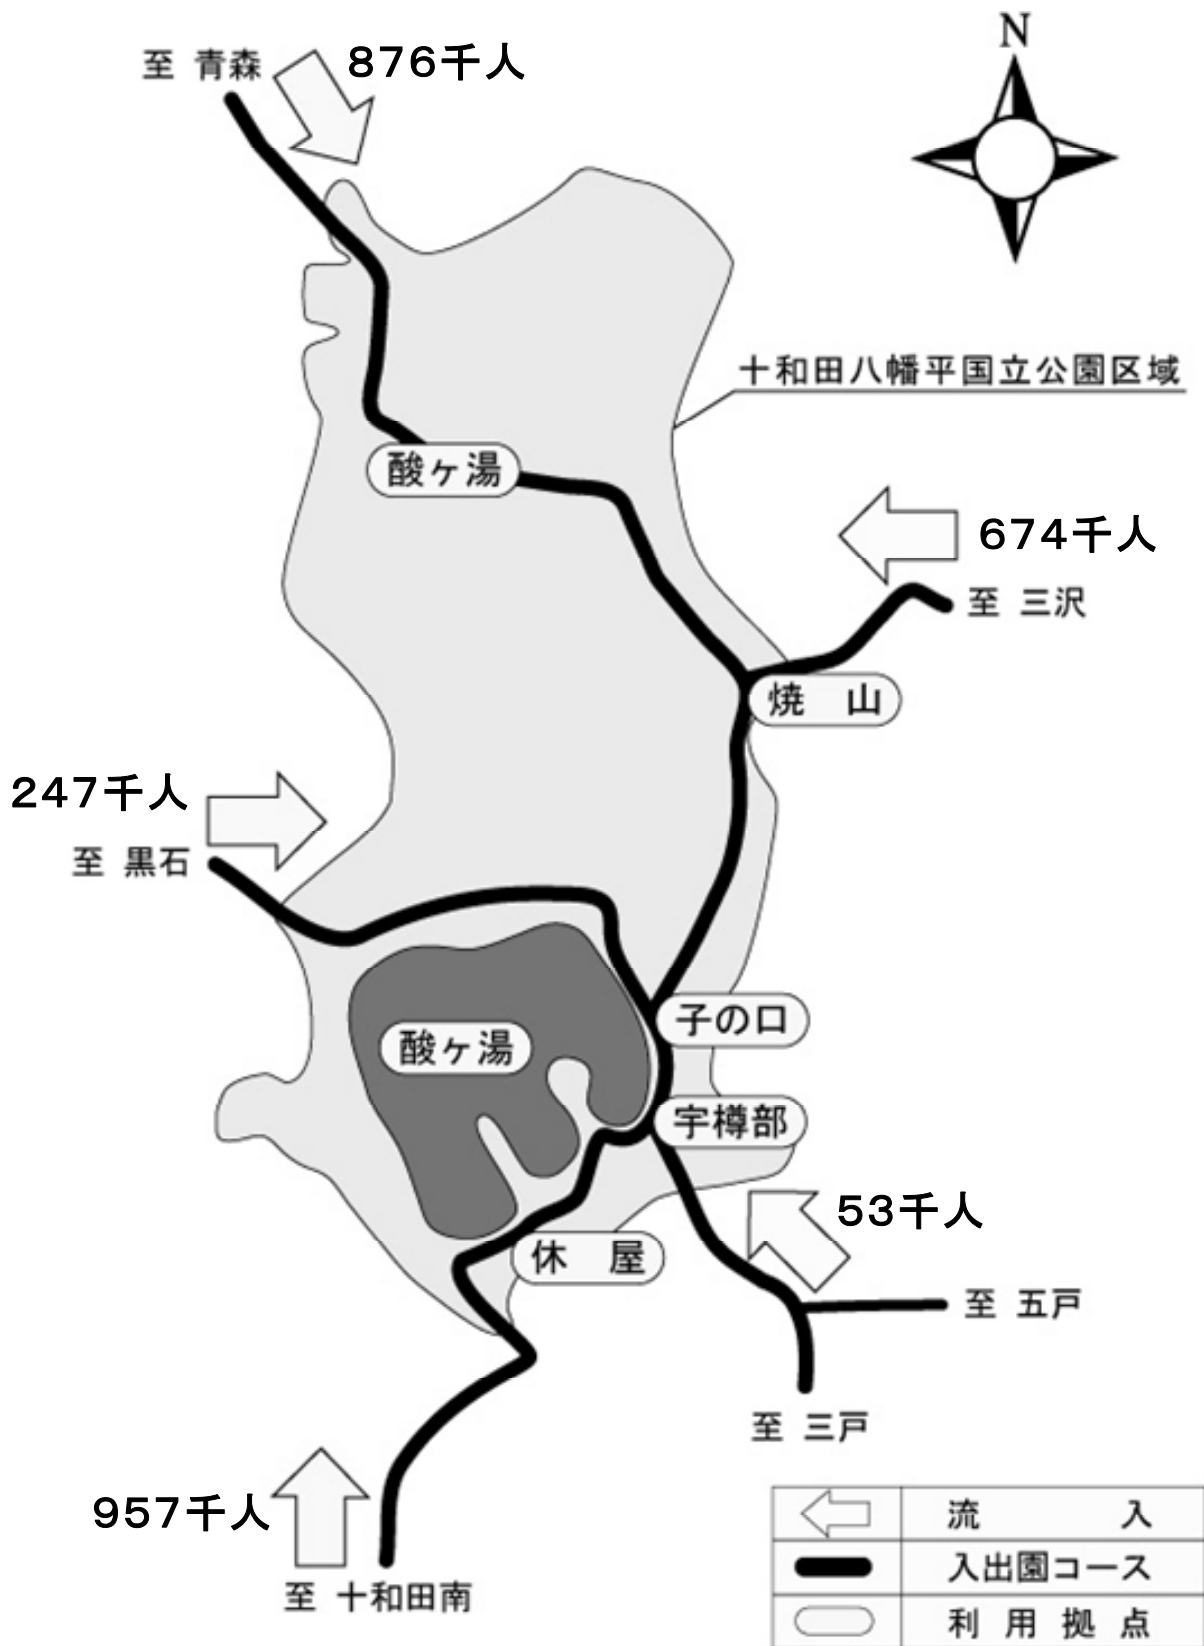 N
至 青森
876千人
十和田八幡平国立公園区域
酸ヶ湯
674千人
至 三沢
焼 山
247千人
至 黒石
子の口
酸ヶ湯
宇樽部
53千人
休 屋
至 五戸
至 三戸
957千人
至 十和田南
流 入
入出園コース
利 用 拠 点